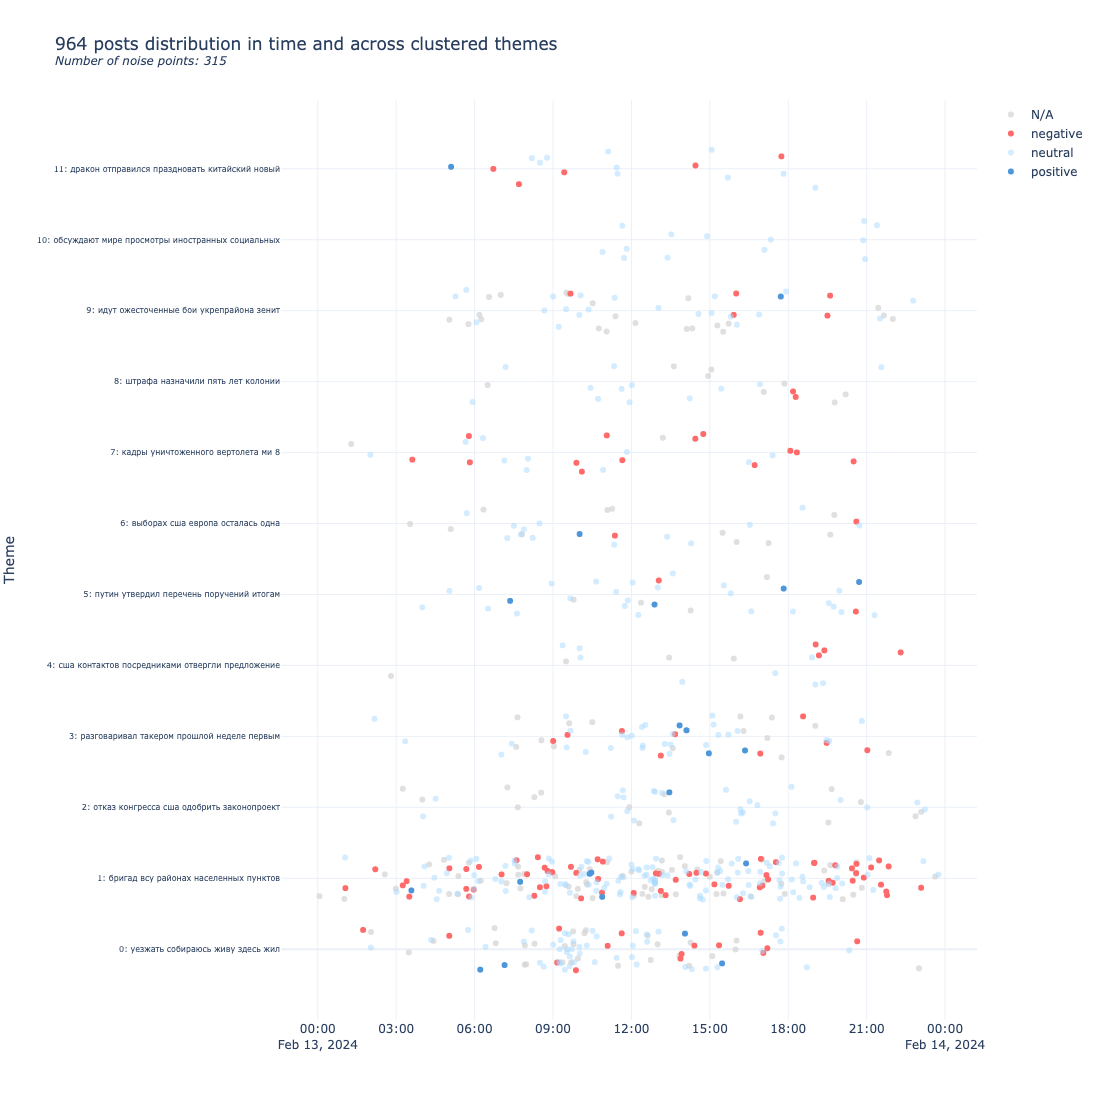 964 posts distribution in time and across clustered themes
Number of noise points: 315
N/A
negative
neutral
positive
Theme
11: дракон отправился праздновать китайский новый
10: обсуждают мире просмотры иностранных социальных
9: идут ожесточенные бои укрепрайона зенит
8: штрафа назначили пять лет колонии
7: кадры уничтоженного вертолета ми 8
6: выборах сша европа осталась одна
5: путин утвердил перечень поручений итогам
4: сша контактов посредниками отвергли предложение
3: разговаривал такером прошлой неделе первым
2: отказ конгресса сша одобрить законопроект
1: бригад всу районах населенных пунктов
0: уезжать собираюсь живу здесь жил
00:00 03:00 06:00 09:00 12:00 15:00 18:00 21:00 00:00
Feb 13, 2024 Feb 14, 2024